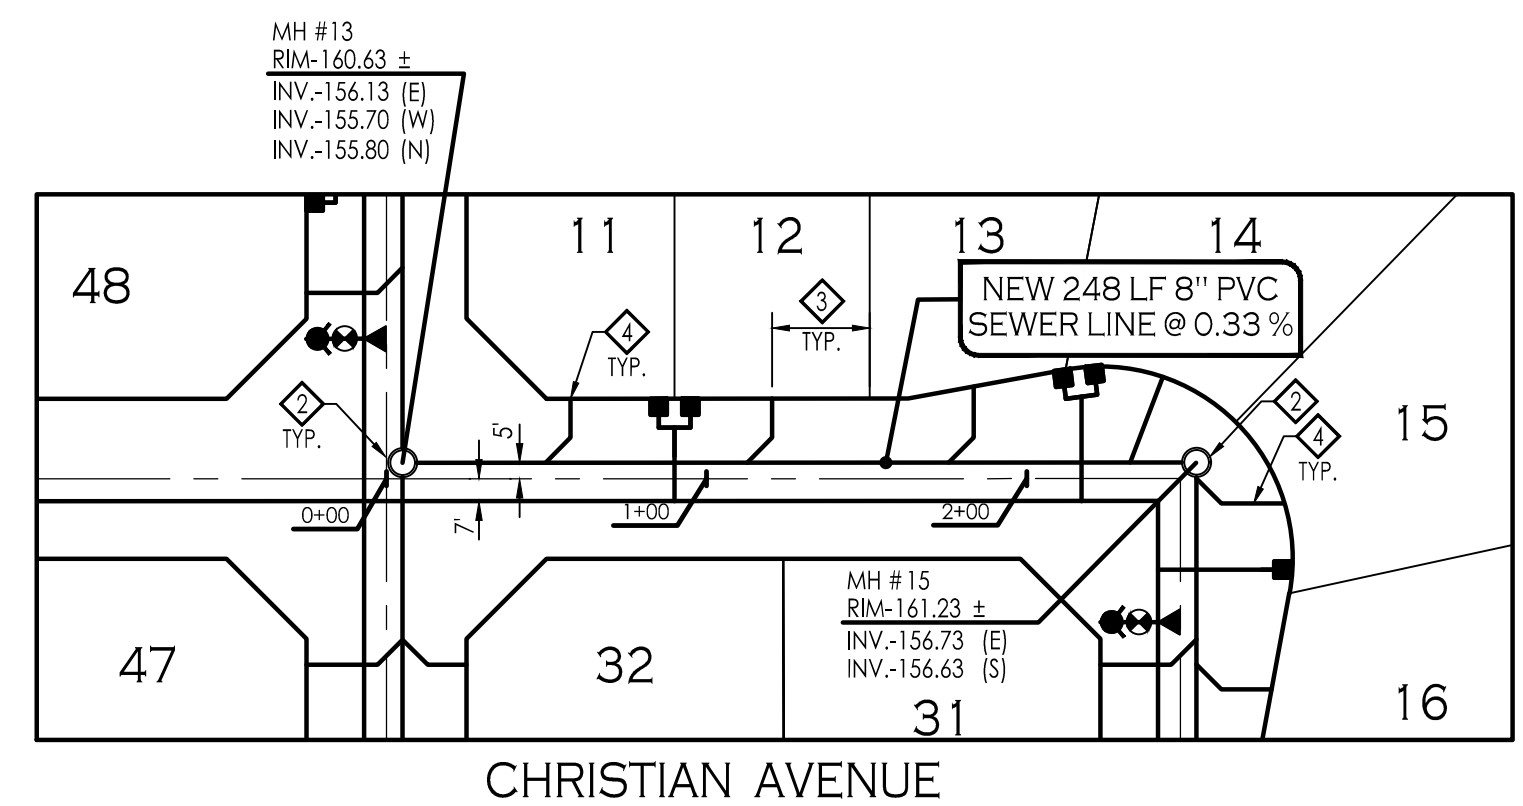 MH #13
RIM-160.63 ±
INV.-156.13 (E)
INV.-155.70 (W)
INV.-155.80 (N)
11
12
13
14
48
NEW 248 LF 8" PVC
SEWER LINE @ 0.33 %
3
TYP.
4
TYP.
2
TYP.
2
15
4
TYP.
5'
7'
0+00
1+00
2+00
MH #15
RIM-161.23 ±
INV.-156.73 (E)
INV.-156.63 (S)
47
32
31
16
CHRISTIAN AVENUE